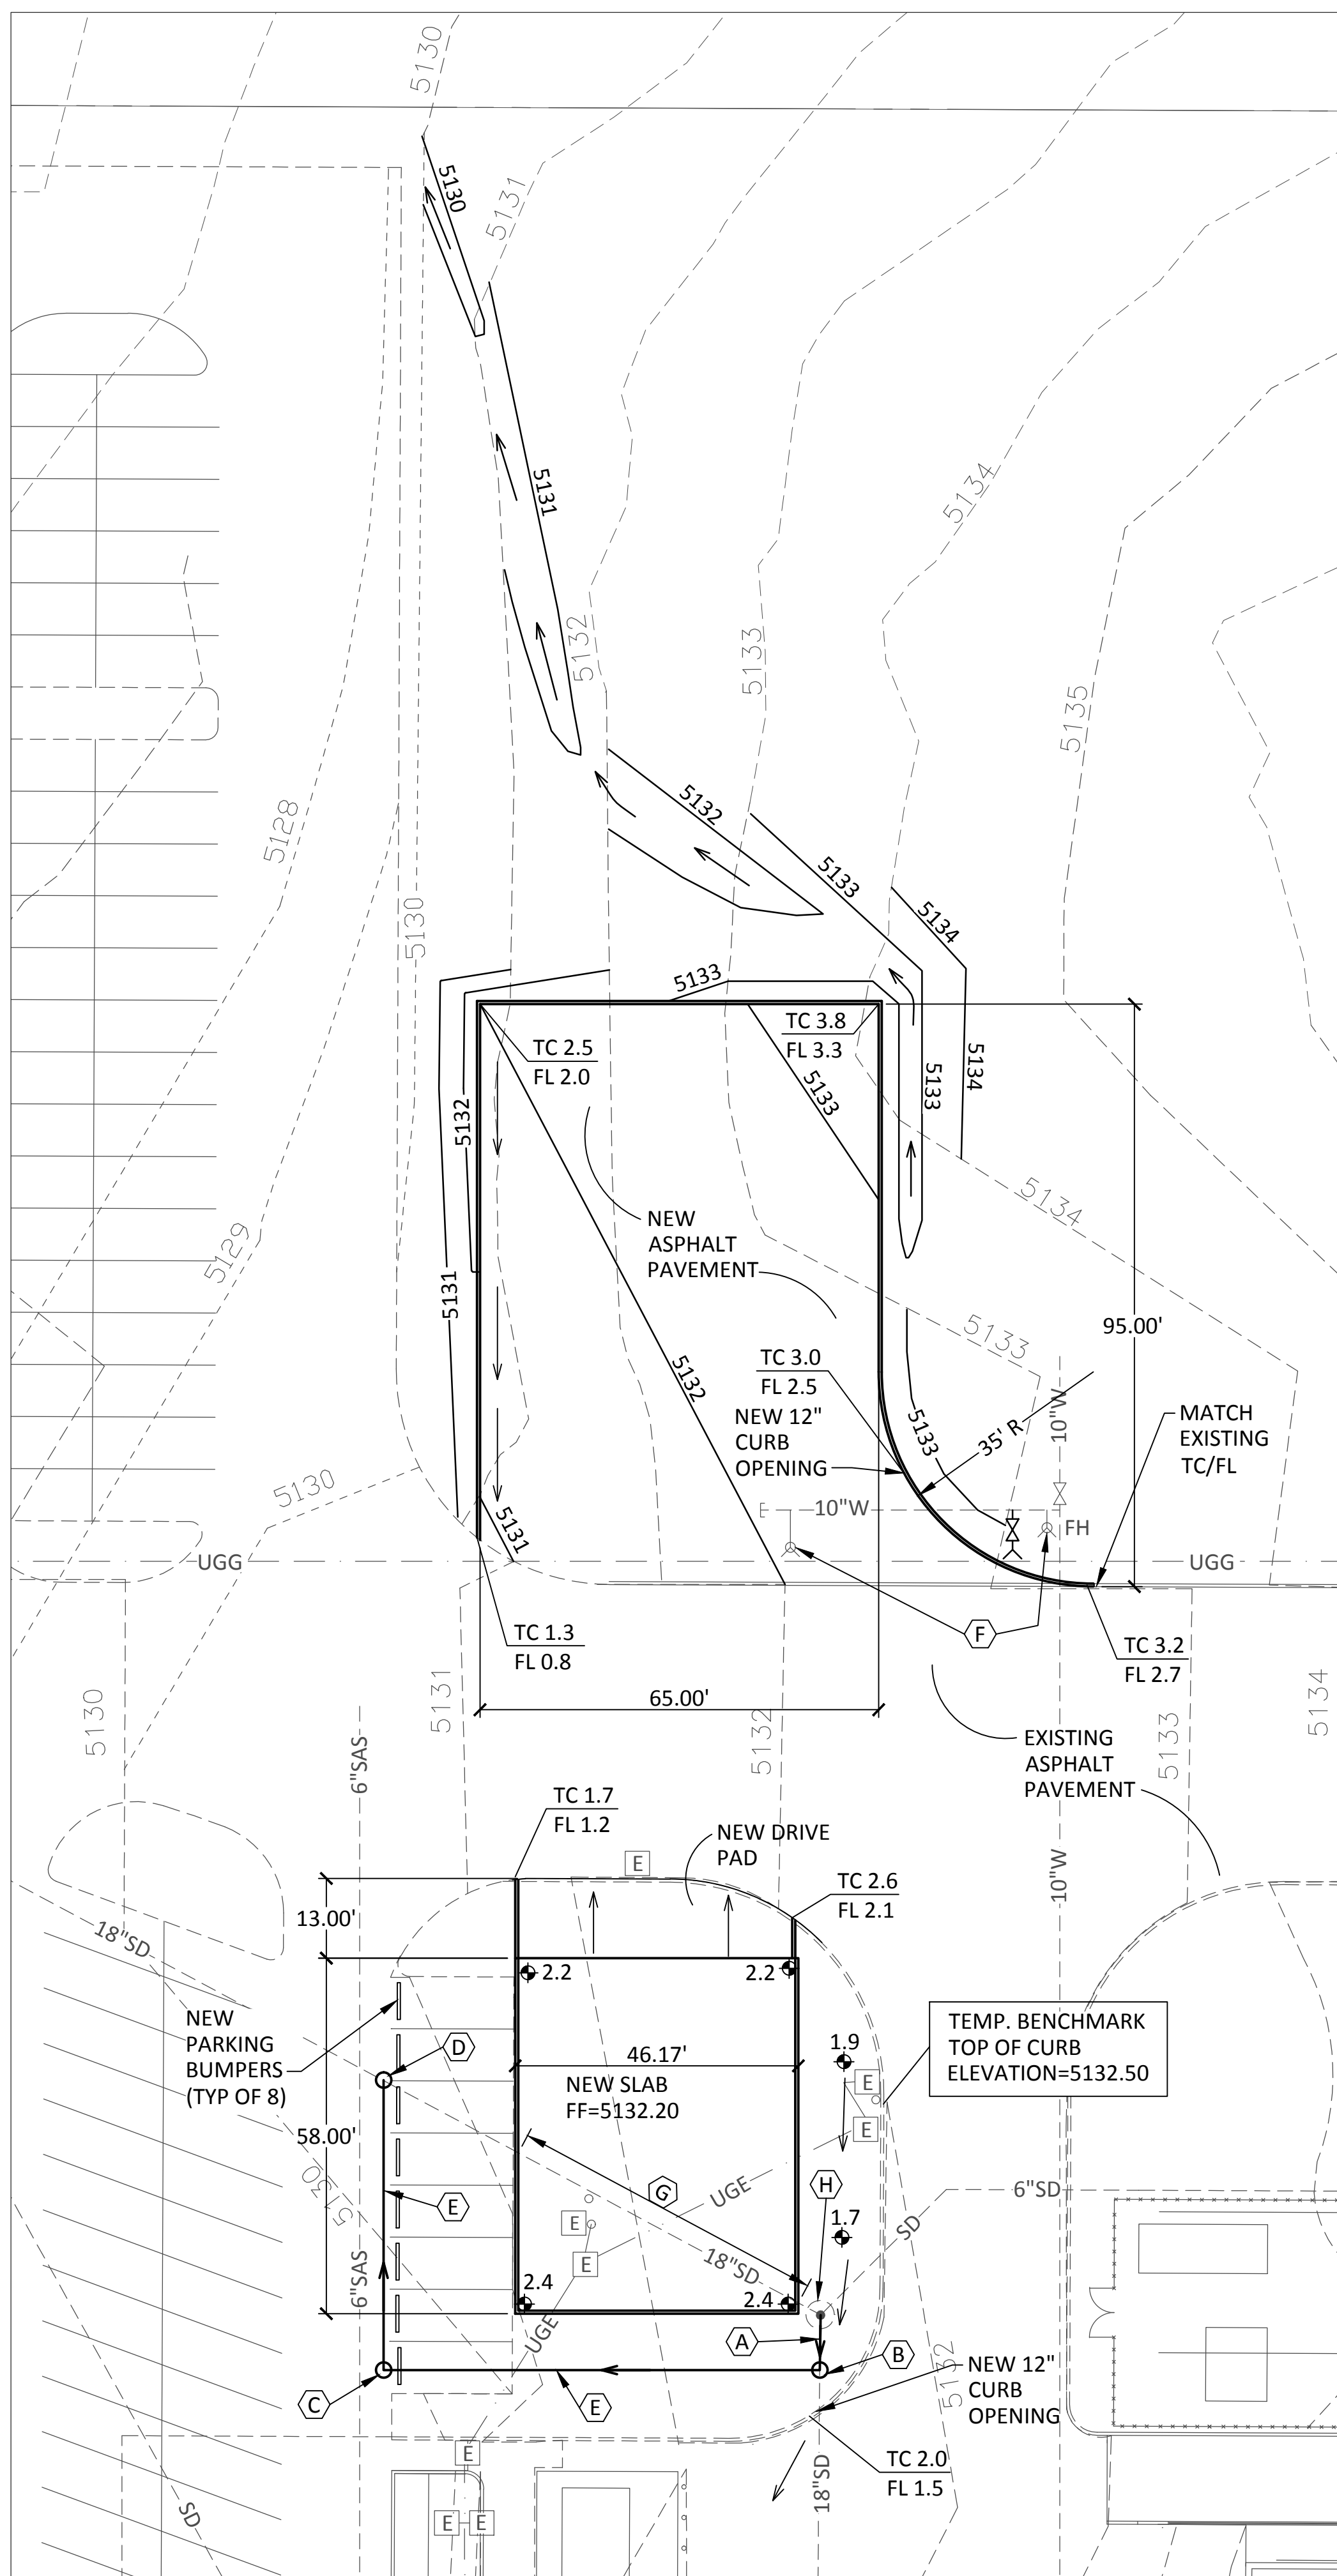 5130
5130
5131
5131
5134
5132
5133
5135
5132
5128
5133
5134
5130
5133
TC 3.8
FL 3.3
TC 2.5
FL 2.0
5134
5133
5133
5132
5134
NEW
ASPHALT
PAVEMENT
5129
5131
5133
95.00'
TC 3.0
FL 2.5
5132
NEW 12"
CURB
OPENING
5133
35' R
10"W
MATCH
EXISTING
TC/FL
5130
10"W
FH
5131
UGG
UGG
F
TC 1.3
FL 0.8
TC 3.2
FL 2.7
65.00'
5130
5131
5132
5133
5134
EXISTING
ASPHALT
PAVEMENT
6"SAS
TC 1.7
FL 1.2
NEW DRIVE
PAD
E
10"W
TC 2.6
FL 2.1
13.00'
18"SD
2.2
2.2
NEW
PARKING
BUMPERS
(TYP OF 8)
D
TEMP. BENCHMARK
TOP OF CURB
ELEVATION=5132.50
1.9
46.17'
NEW SLAB
FF=5132.20
E
E
58.00'
G
H
E
UGE
6"SD
5130
E
SD
1.7
18"SD
E
6"SAS
2.4
2.4
UGE
A
B
5132
NEW 12"
CURB
OPENING
C
E
E
TC 2.0
FL 1.5
18"SD
SD
E
E